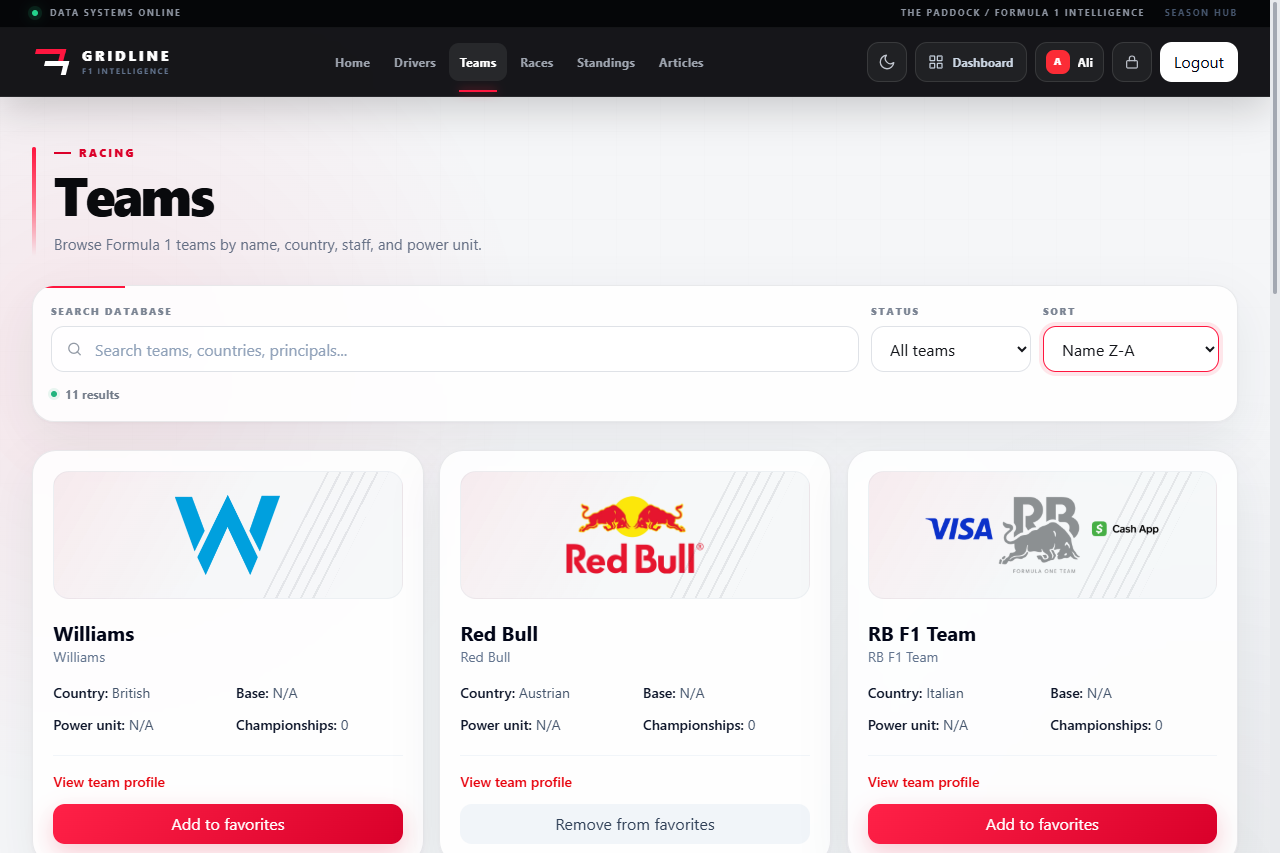 DATA SYSTEMS ONLINE THE PADDOCK / FORMULA 1 INTELLIGENCE SEASON HUB
GRIDLINE
F1 INTELLIGENCE
Home Drivers Teams Races Standings Articles Dashboard A Ali Logout
RACING
Teams
Browse Formula 1 teams by name, country, staff, and power unit.
SEARCH DATABASE STATUS SORT
Search teams, countries, principals... All teams Name Z-A
11 results
W Red Bull® VISA RB $ Cash App
FORMULA ONE TEAM
Williams Red Bull RB F1 Team
Williams Red Bull RB F1 Team
Country: British Base: N/A Country: Austrian Base: N/A Country: Italian Base: N/A
Power unit: N/A Championships: 0 Power unit: N/A Championships: 0 Power unit: N/A Championships: 0
View team profile View team profile View team profile
Add to favorites Remove from favorites Add to favorites